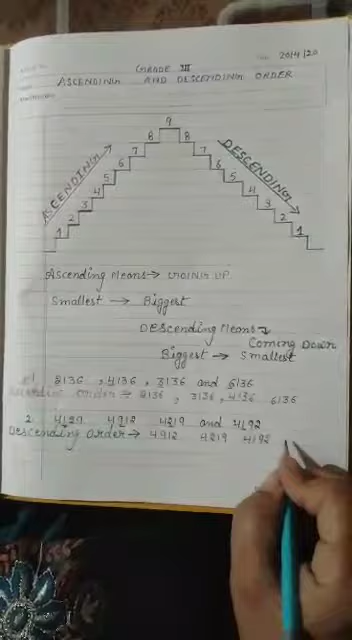 20/4/20
GRADE III
ASCENDING AND DESCENDING ORDER
9
8 8
7 7
6 6
5 5
4 4
3 3
2 2
1 1
ASCENDING
DESCENDING
Ascending Means → GOING UP
Smallest → Biggest
DESCENDING Means
Coming Down
Biggest → Smallest
2136, 4136, 3136 and 6136
Ascending Order → 2136, 3136, 4136 6136
2. 4129 4912 4219 and 4192
Descending Order → 4912 4219 4192